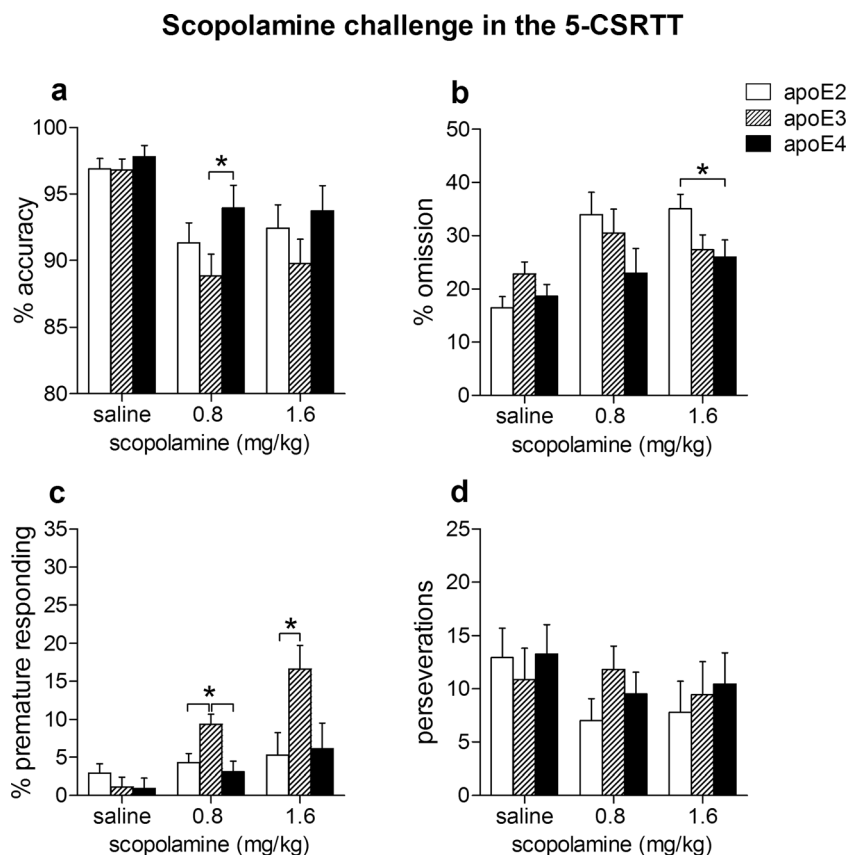 Scopolamine challenge in the 5-CSRTT
apoE2
apoE3
apoE4
a
% accuracy
100
95
90
85
80
*
saline 0.8 1.6
scopolamine (mg/kg)
b
% omission
50
40
30
20
10
0
*
saline 0.8 1.6
scopolamine (mg/kg)
c
% premature responding
35
30
25
20
15
10
5
0
*
*
saline 0.8 1.6
scopolamine (mg/kg)
d
perseverations
25
20
15
10
5
0
saline 0.8 1.6
scopolamine (mg/kg)